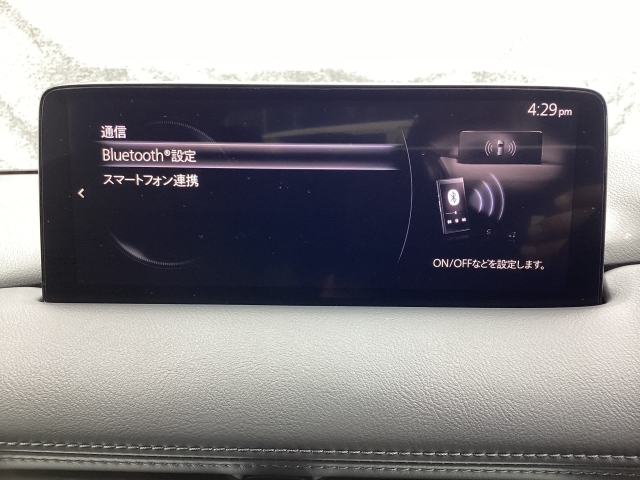 4:29pm
通信
Bluetooth®設定
スマートフォン連携
ON/OFFなどを設定します。